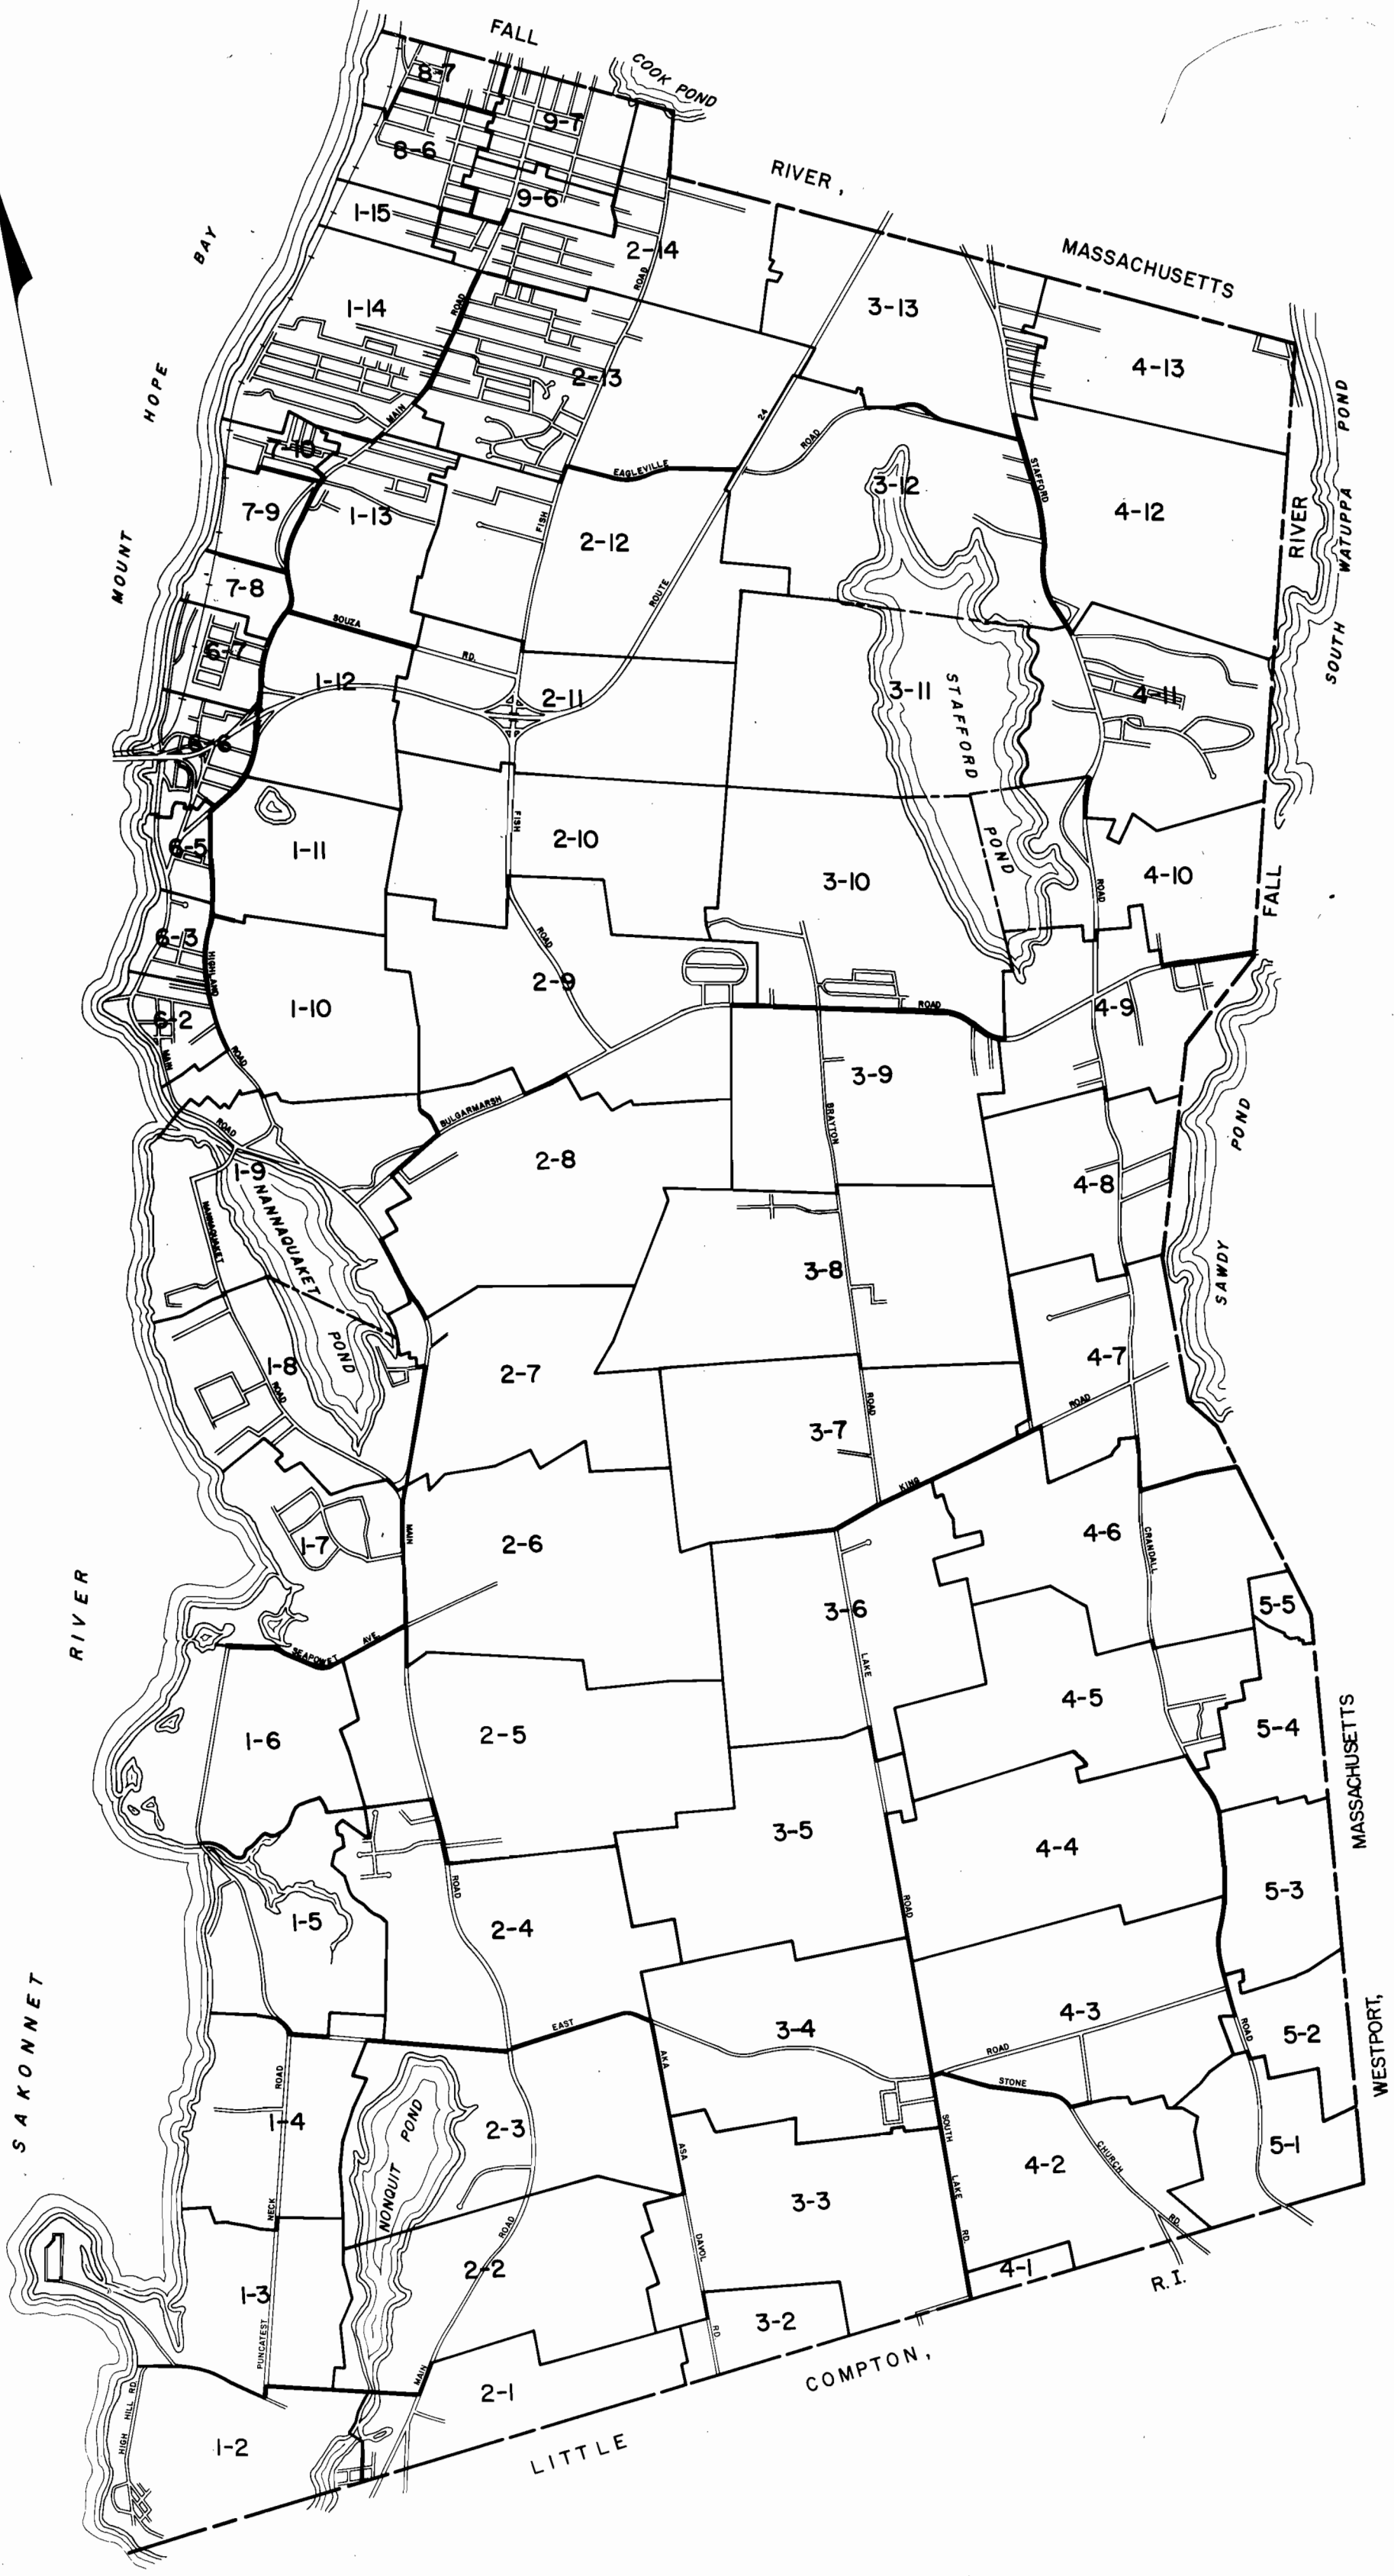 FALL
COOK POND
8-7
9-7
8-6
9-6
RIVER,
1-15
2-14
ROAD
MASSACHUSETTS
BAY
1-14
ROAD
3-13
4-13
2-13
HOPE
MAIN
24
ROAD
POND
7-10
EAGLEVILLE
3-12
STAFFORD
7-9
1-13
FISH
2-12
4-12
RIVER
WATUPPA
SOUTH
MOUNT
7-8
ROUTE
SOUZA
RD.
6-7
1-12
2-11
3-11
STAFFORD
POND
4-11
1-11
FISH
2-10
6-5
3-10
ROAD
4-10
FALL
6-3
HIGHLAND
ROAD
2-9
1-10
ROAD
4-9
6-2
MAIN
ROAD
3-9
BULGARMARSH
BRAYTON
ROAD
POND
2-8
1-9
4-8
NANNAQUAKET
NANNAQUAKET
POND
3-8
SAWDY
1-8
ROAD
2-7
4-7
ROAD
ROAD
3-7
KING
MAIN
1-7
2-6
4-6
CRANDALL
RIVER
3-6
5-5
SEAPOWET
AVE.
LAKE
1-6
2-5
4-5
5-4
MASSACHUSETTS
3-5
4-4
ROAD
ROAD
5-3
1-5
2-4
SAKONNET
EAST
3-4
4-3
ROAD
ROAD
5-2
WESTPORT,
AKA
STONE
ROAD
1-4
POND
NONQUIT
2-3
SOUTH
5-1
ASA
CHURCH
4-2
LAKE
NECK
3-3
ROAD
RD.
RD.
DAVOL
2-2
4-1
R.I.
1-3
PUNCATEST
3-2
RD.
MAIN
COMPTON,
2-1
HIGH HILL RD.
1-2
LITTLE